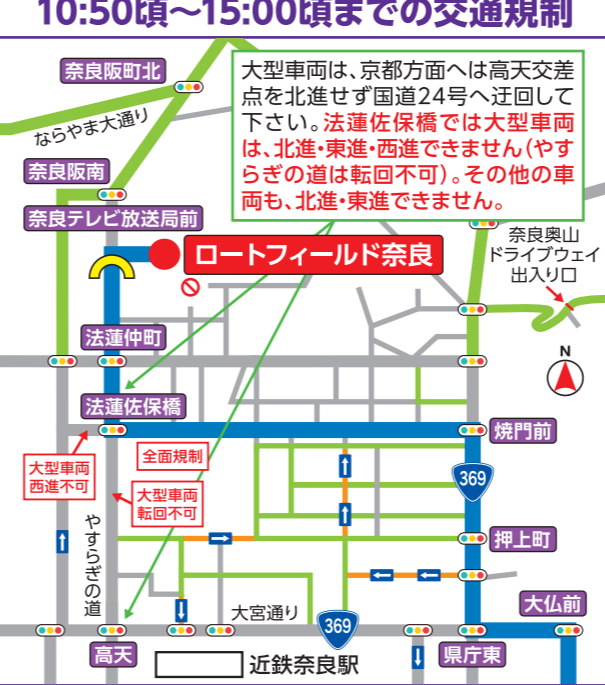 10:50頃～15:00頃までの交通規制
奈良阪町北
大型車両は、京都方面へは高天交差
点を北進せず国道24号へ迂回して
下さい。法蓮佐保橋では大型車両
は、北進・東進・西進できません（やす
らぎの道は転回不可）。その他の車
両も、北進・東進できません。
ならやま大通り
奈良阪南
奈良テレビ放送局前
ロートフィールド奈良
奈良奥山
ドライブウェイ
出入り口
N
法蓮仲町
法蓮佐保橋
焼門前
全面規制
大型車両
西進不可
大型車両
転回不可
369
やすらぎの道
押上町
大仏前
大宮通り
369
高天
近鉄奈良駅
県庁東